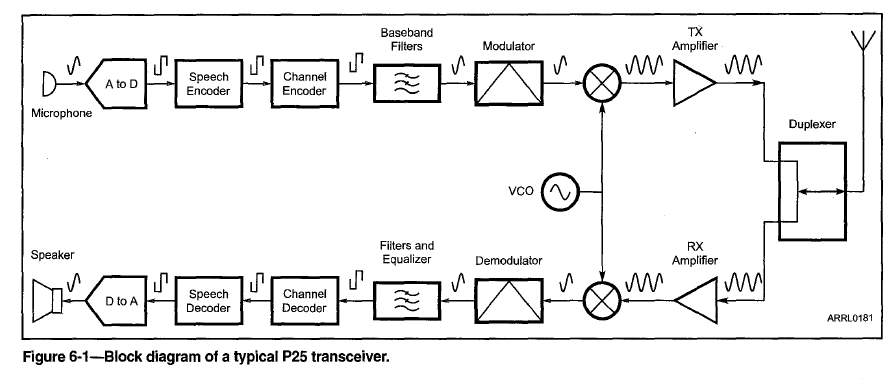 Baseband
Filters
Modulator
TX
Amplifier
A to D
Speech
Encoder
Channel
Encoder
Microphone
Duplexer
VCO
Speaker
Filters and
Equalizer
Demodulator
RX
Amplifier
D to A
Speech
Decoder
Channel
Decoder
ARRL0181
Figure 6-1—Block diagram of a typical P25 transceiver.